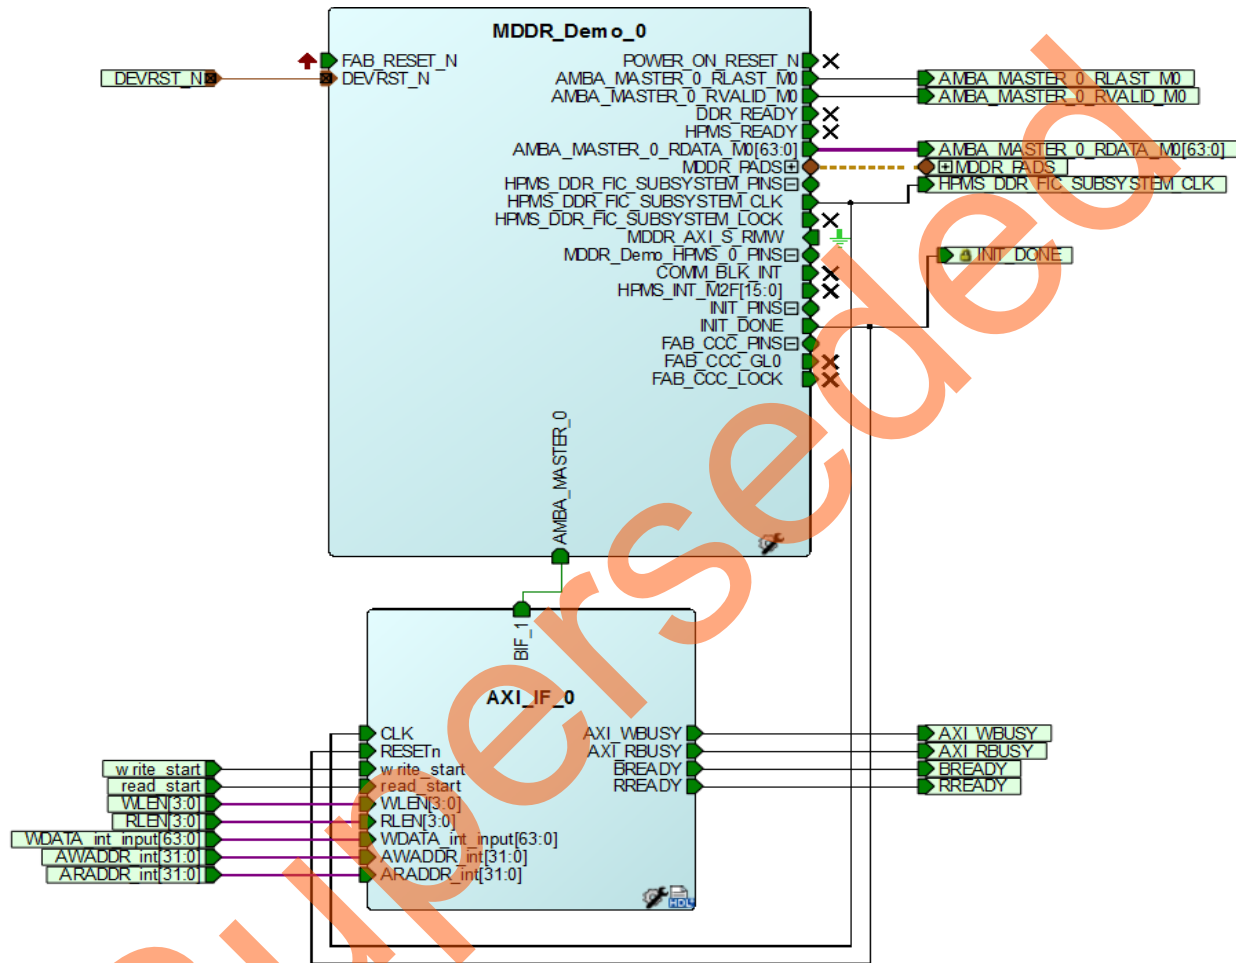 MDDR_Demo_0
FAB_RESET_N
DEVRST_N
DEVRST_N
POWER_ON_RESET_N
AMBA_MASTER_0_RLAST_M0
AMBA_MASTER_0_RVALID_M0
DDR_READY
HPMS_READY
AMBA_MASTER_0_RDATA_M0[63:0]
MDDR_PADS
HPMS_DDR_FIC_SUBSYSTEM_PINS
HPMS_DDR_FIC_SUBSYSTEM_CLK
HPMS_DDR_FIC_SUBSYSTEM_LOCK
MDDR_AXI_S_RMW
MDDR_Demo_HPMS_0_PINS
COMM_BLK_INT
HPMS_INT_M2F[15:0]
INIT_PINS
INIT_DONE
FAB_CCC_PINS
FAB_CCC_GL0
FAB_CCC_LOCK
AMBA_MASTER_0
AMBA_MASTER_0_RLAST_M0
AMBA_MASTER_0_RVALID_M0
AMBA_MASTER_0_RDATA_M0[63:0]
MDDR_PADS
HPMS_DDR_FIC_SUBSYSTEM_CLK
INIT_DONE
BIF_1
AXI_IF_0
CLK
RESETn
write_start
read_start
WLEN[3:0]
RLEN[3:0]
WDATA_int_input[63:0]
AWADDR_int[31:0]
ARADDR_int[31:0]
AXI_WBUSY
AXI_RBUSY
BREADY
RREADY
write_start
read_start
WLEN[3:0]
RLEN[3:0]
WDATA_int_input[63:0]
AWADDR_int[31:0]
ARADDR_int[31:0]
AXI_WBUSY
AXI_RBUSY
BREADY
RREADY
HDL
Superseded